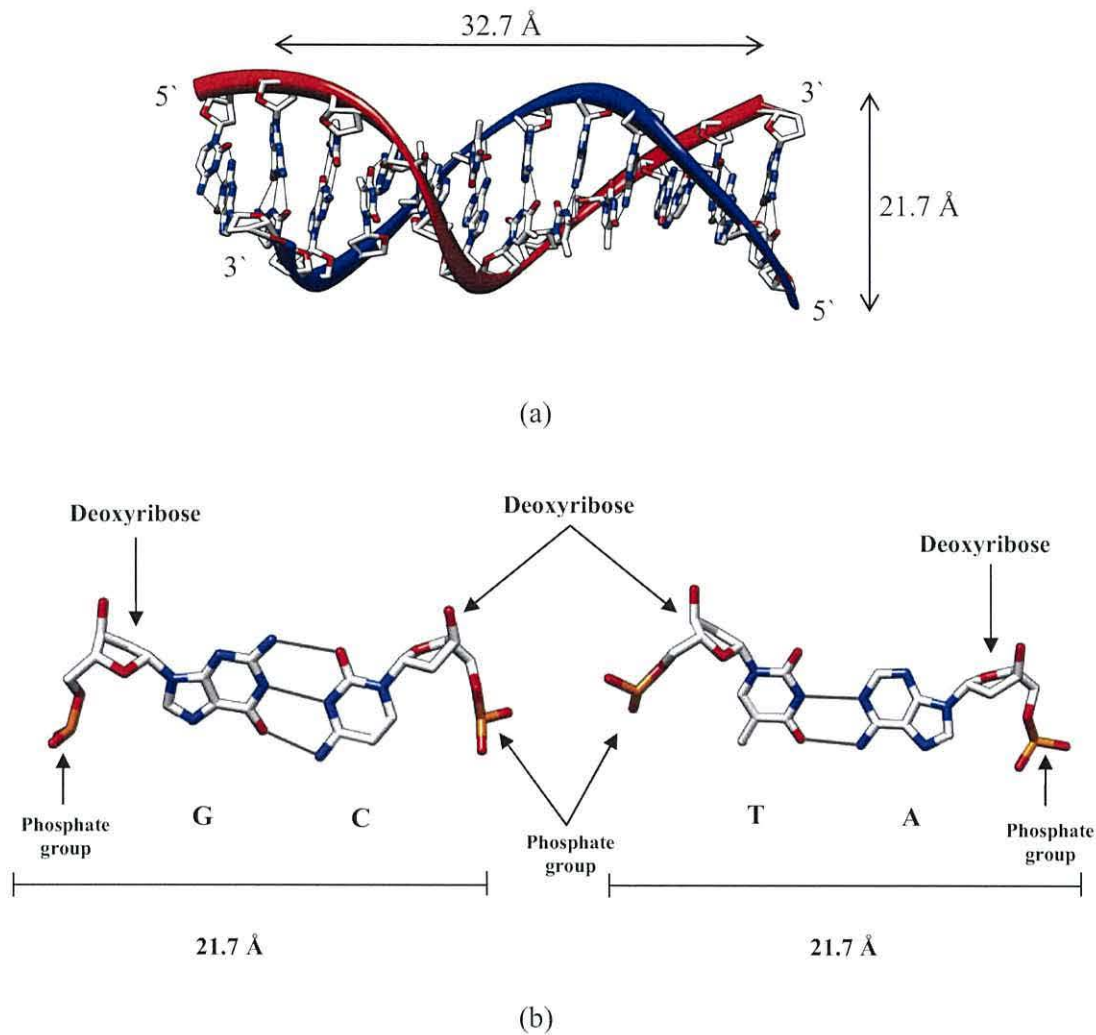 32.7 Å
5` 3`
21.7 Å
3`
5`
(a)
Deoxyribose
Deoxyribose
Deoxyribose
G C
T A
Phosphate
group
Phosphate
group
Phosphate
group
21.7 Å
21.7 Å
(b)